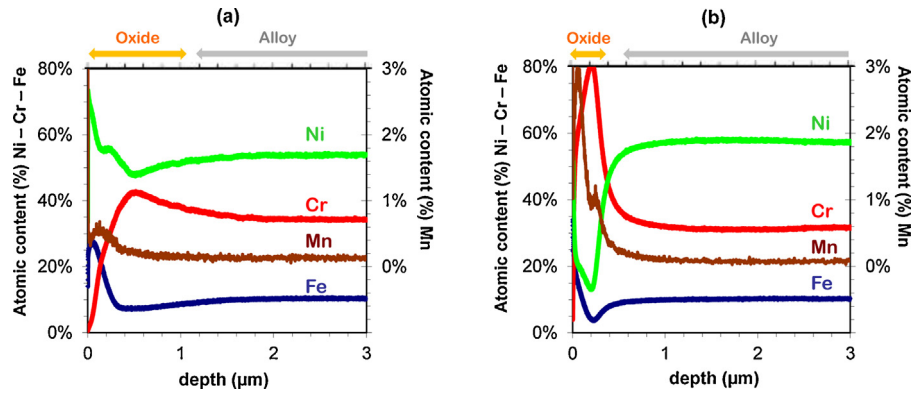 (a)
Oxide
Alloy
Atomic content (%) Ni – Cr – Fe
80%
60%
40%
20%
0%
3%
2%
1%
0%
Atomic content (%) Mn
Ni
Cr
Mn
Fe
0
1
2
3
depth (µm)
(b)
Oxide
Alloy
Atomic content (%) Ni – Cr – Fe
80%
60%
40%
20%
0%
3%
2%
1%
0%
Atomic content (%) Mn
Ni
Cr
Mn
Fe
0
1
2
3
depth (µm)